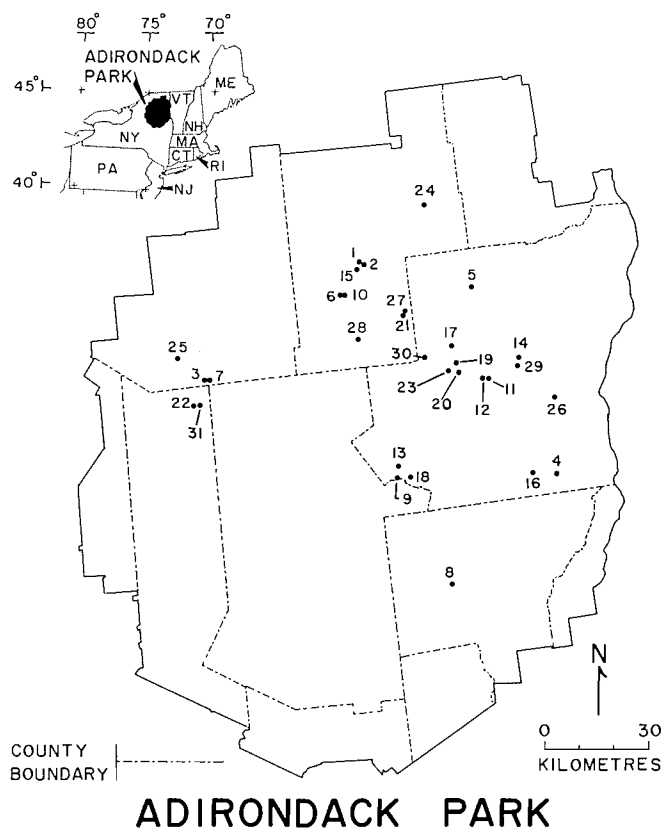 80° 75° 70°
ADIRONDACK
PARK
45°
ME
VT
NH
NY
MA
CT
RI
PA
NJ
40°
24
1 2
15
5
6 10
27
21
28
17
30
19
14
29
25
23
20
12 11
3 7
26
22
31
13
18
9
16 4
8
N
0 30
KILOMETRES
COUNTY
BOUNDARY
ADIRONDACK PARK